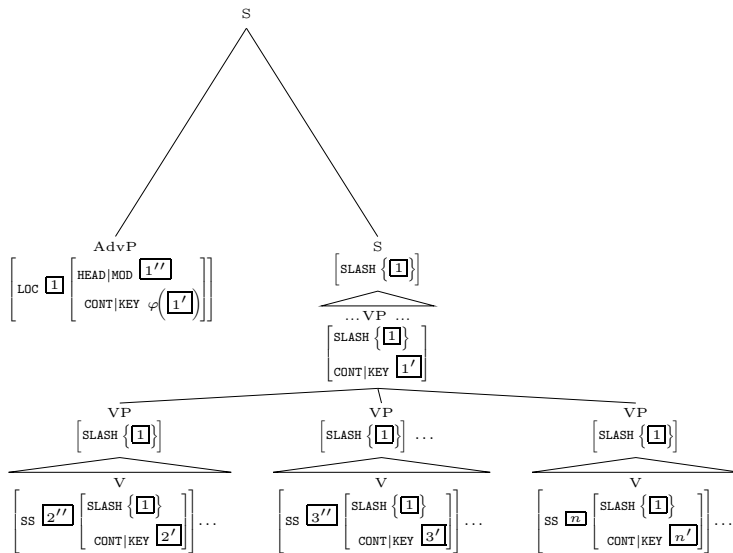 S
AdvP
[LOC [1] [HEAD|MOD [1′′]
CONT|KEY φ([1′])]]
S
[SLASH {[1]}]
... VP ...
[SLASH {[1]}
CONT|KEY [1′]]
VP
[SLASH {[1]}]
VP
[SLASH {[1]}] ...
VP
[SLASH {[1]}]
V
[SS [2′′] [SLASH {[1]}
CONT|KEY [2′]]] ...
V
[SS [3′′] [SLASH {[1]}
CONT|KEY [3′]]] ...
V
[SS [n] [SLASH {[1]}
CONT|KEY [n′]]] ...